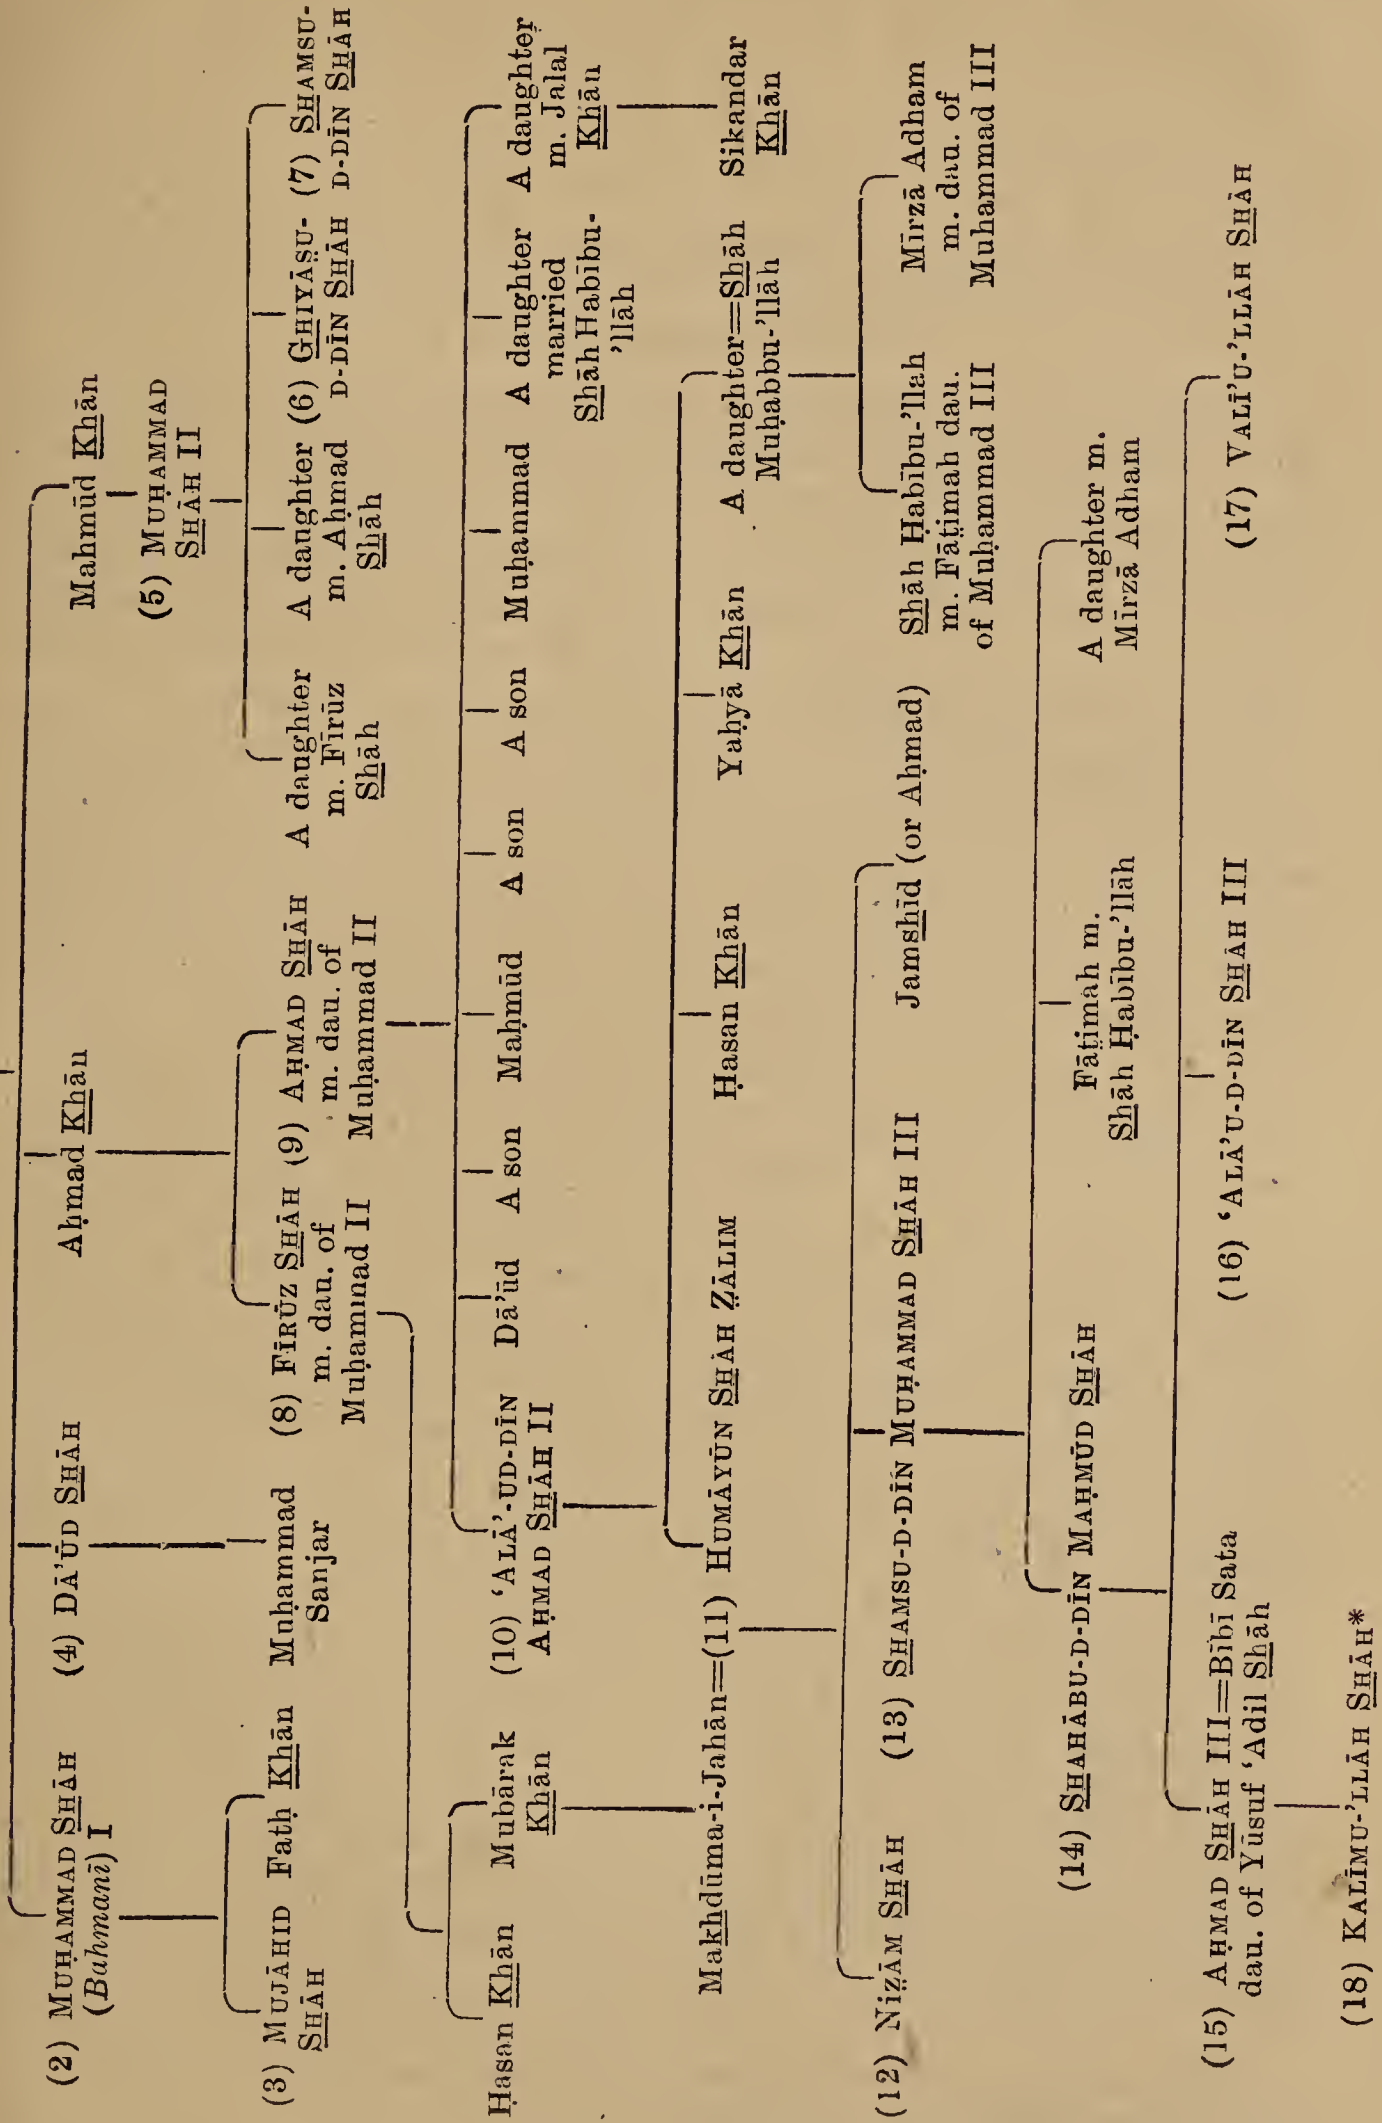 (2) MUḤAMMAD SHĀH
(Bahmanī) I
(4) DĀ’ŪD SHĀH
Aḥmad Khān
Mahmūd Khān
(5) MUḤAMMAD
SHĀH II
(3) MUJĀHID
SHĀH
Fatḥ Khān
Muḥammad
Sanjar
(8) FĪRŪZ SHĀH
m. dau. of
Muḥammad II
(9) AḤMAD SHĀH
m. dau. of
Muḥammad II
A daughter
m. Fīrūz
Shāh
A daughter
m. Aḥmad
Shāh
(6) GHIYĀS̤U-
D-DĪN SHĀH
(7) SHAMSU-
D-DĪN SHĀH
Ḥasan Khān
Mubārak
Khān
(10) ‘ALĀ’-UD-DĪN
AḤMAD SHĀH II
Dā’ūd
A son
Maḥmūd
A son
A son
Muḥammad
A daughter
married
Shāh Habību-
’llāh
A daughter
m. Jalal
Khān
Makhdūma-i-Jahān=(11) HUMĀYŪN SHĀH Z̤ĀLIM
Ḥasan Khān
Yaḥyā Khān
A daughter=Shāh
Muḥabbu-’llāh
Sikandar
Khān
(12) NIZ̤ĀM SHĀH
(13) SHAMSU-D-DĪN MUḤAMMAD SHĀH III
Jamshīd (or Aḥmad)
Shāh Ḥabību-’llah
m. Fāṭimah dau.
of Muḥammad III
Mīrzā Adham
m. dau. of
Muhammad III
(14) SHAHĀBU-D-DĪN MAḤMŪD SHĀH
Fāṭimah m.
Shāh Ḥabību-’llāh
A daughter m.
Mīrzā Adham
(15) AḤMAD SHĀH III=Bībī Sata
dau. of Yūsuf ‘Adil Shāh
(16) ‘ALĀ’U-D-DĪN SHĀH III
(17) VALĪ’U-’LLĀH SHĀH
(18) KALĪMU-’LLĀH SHĀH*